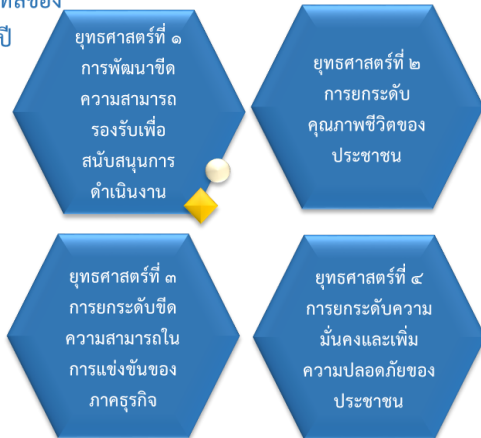 ปี
ยุทธศาสตร์ที่ ๑
การพัฒนาขีด
ความสามารถ
รองรับเพื่อ
สนับสนุนการ
ดำเนินงาน
ยุทธศาสตร์ที่ ๒
การยกระดับ
คุณภาพชีวิตของ
ประชาชน
ยุทธศาสตร์ที่ ๓
การยกระดับขีด
ความสามารถใน
การแข่งขันของ
ภาคธุรกิจ
ยุทธศาสตร์ที่ ๔
การยกระดับความ
มั่นคงและเพิ่ม
ความปลอดภัยของ
ประชาชน